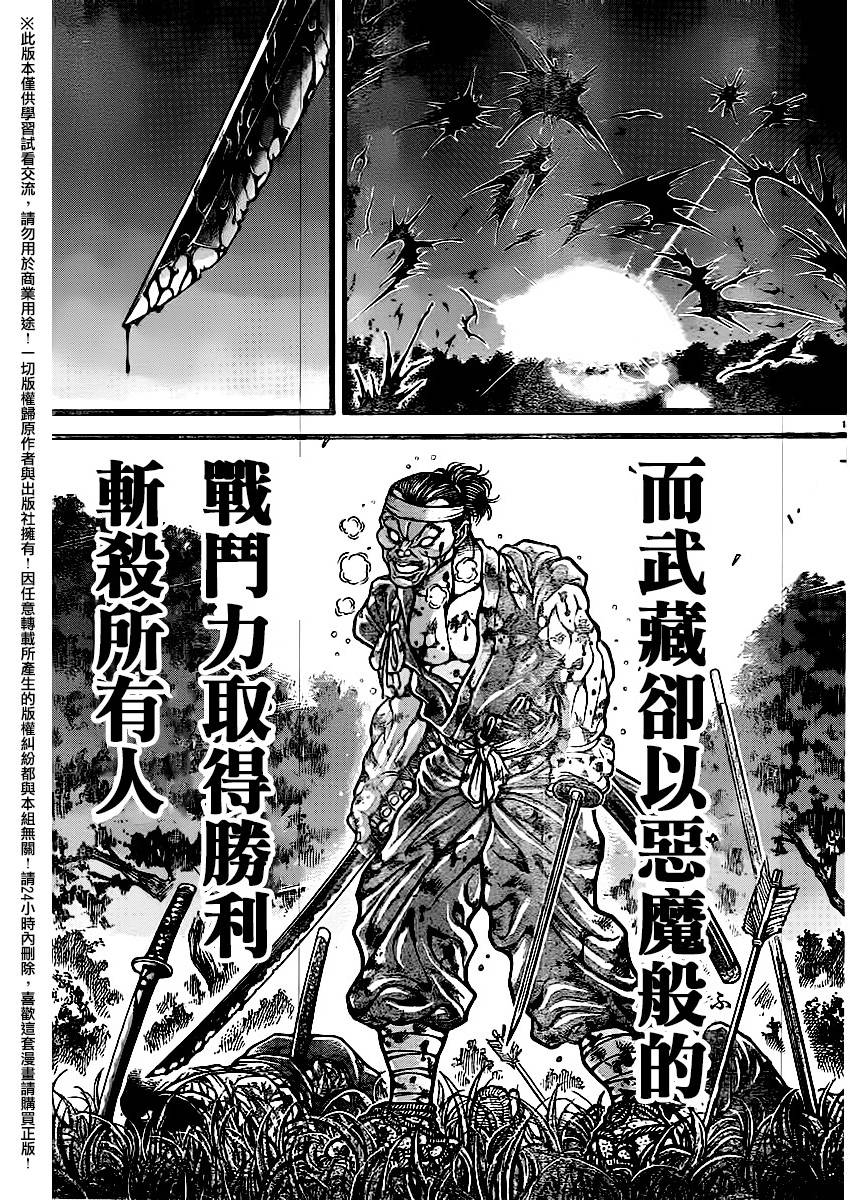 而武藏卻以惡魔般的
戰鬥力取得勝利
斬殺所有人
ふ
※此版本僅供學習試看交流，請勿用於商業用途！一切版權歸原作者與出版社擁有！因任意轉載所產生的版權糾紛都與本組無關！請24小時內刪除，喜歡這套漫畫請購買正版！